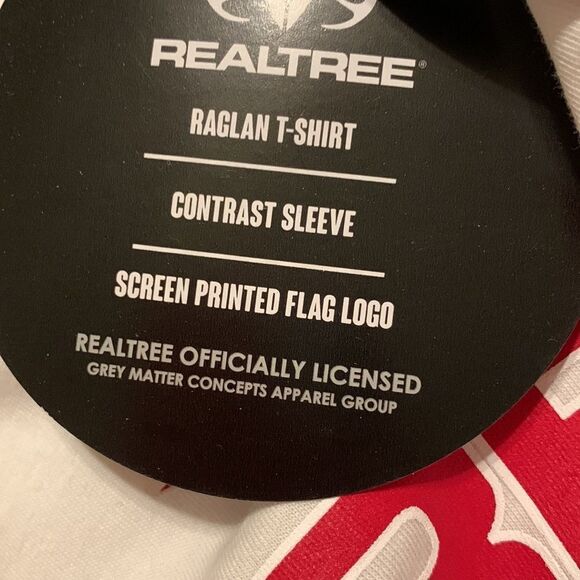 REALTREE®
RAGLAN T-SHIRT
CONTRAST SLEEVE
SCREEN PRINTED FLAG LOGO
REALTREE OFFICIALLY LICENSED
GREY MATTER CONCEPTS APPAREL GROUP